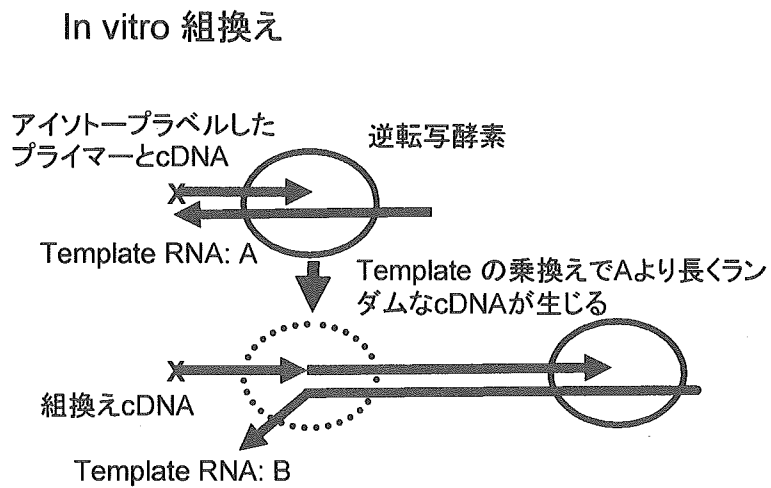 In vitro 組換え
アイソトープラベルした
プライマーとcDNA
逆転写酵素
X
Template RNA: A
Template の乗換えでAより長くラン
ダムなcDNAが生じる
X
組換えcDNA
Template RNA: B